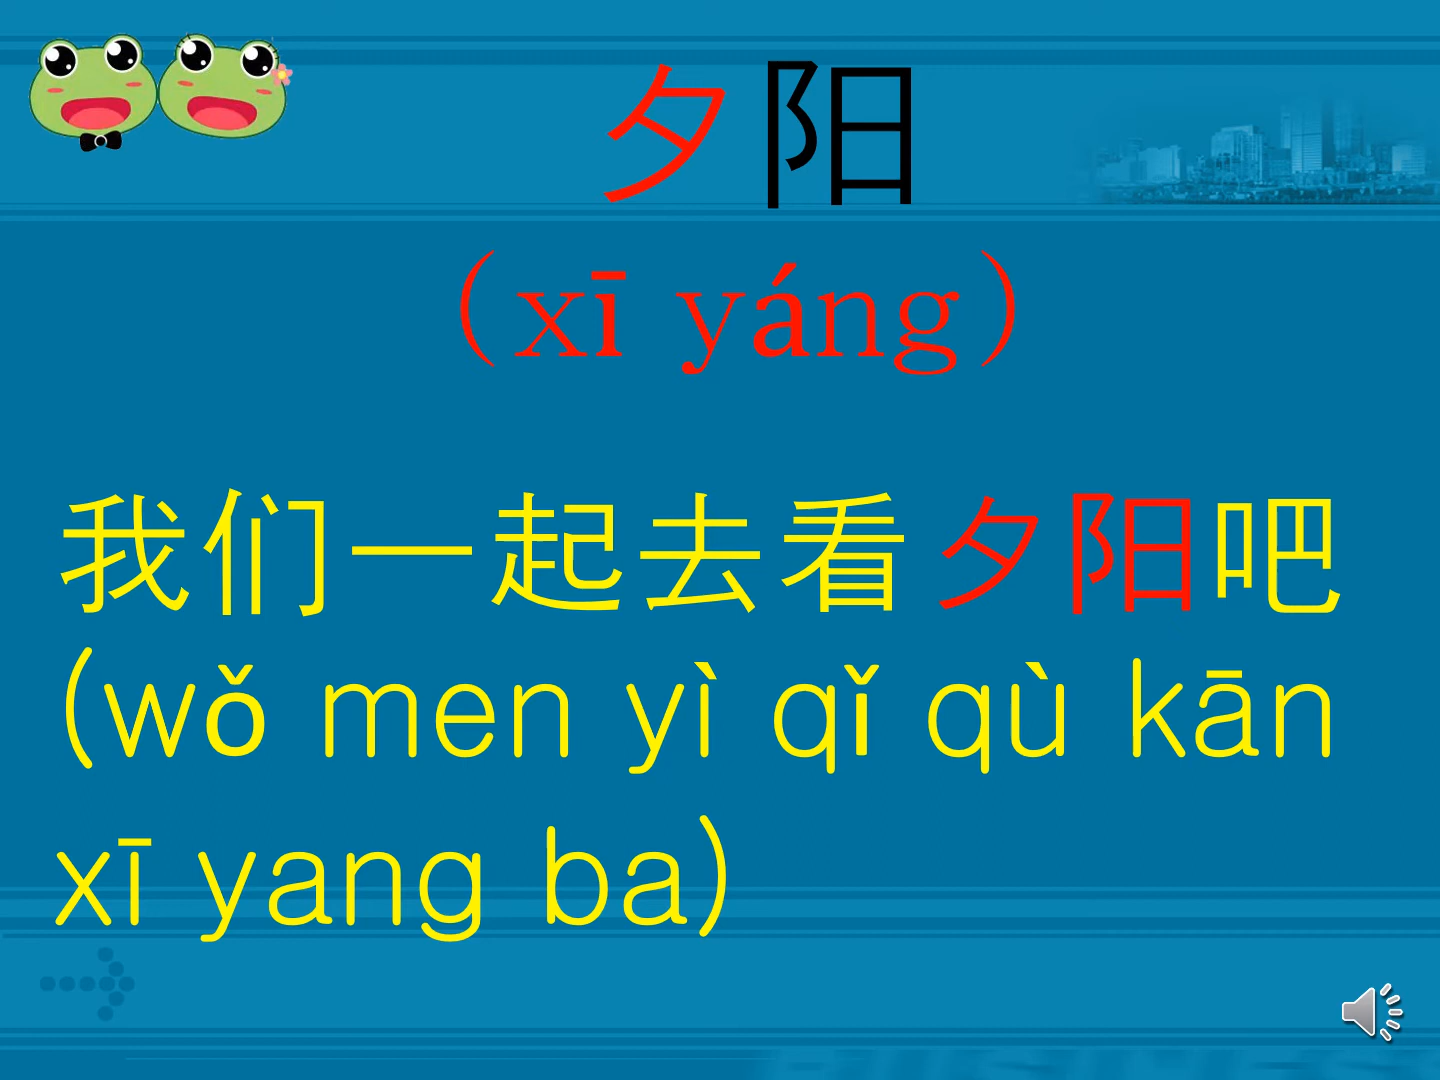 夕阳
（xī yáng）
我们一起去看夕阳吧
(wǒ men yì qǐ qù kān
xī yang ba)